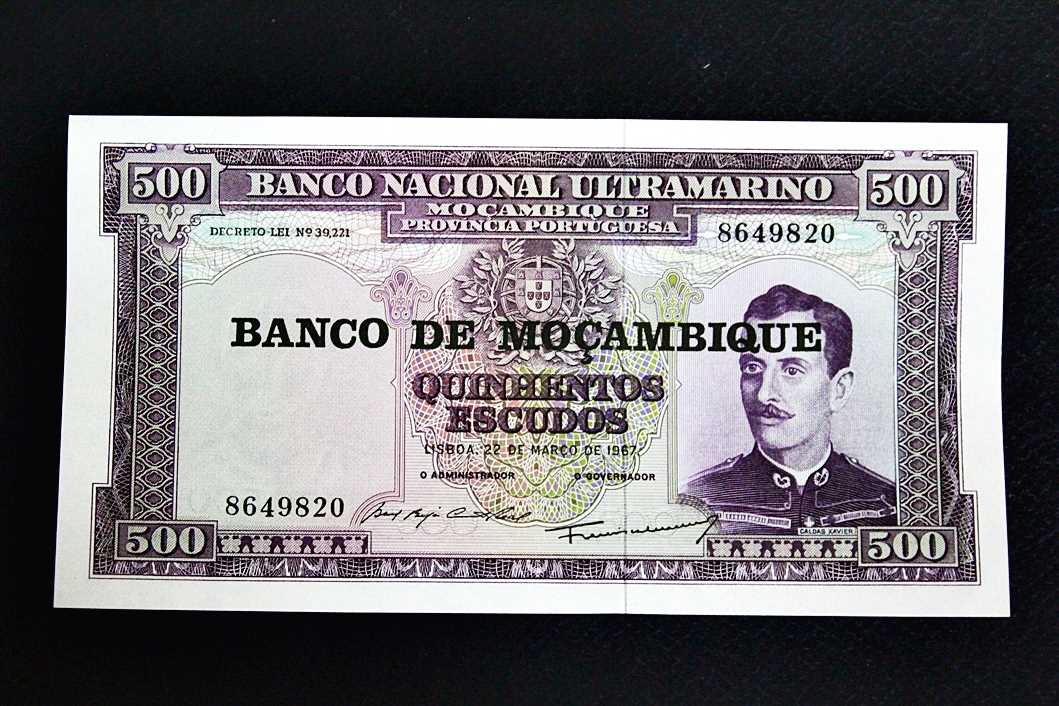 500 BANCO NACIONAL ULTRAMARINO 500
MOÇAMBIQUE
PROVÍNCIA PORTUGUESA
DECRETO-LEI Nº 39,221
8649820
BANCO DE MOÇAMBIQUE
QUINHENTOS
ESCUDOS
LISBOA, 22 DE MARÇO DE 1967
O ADMINISTRADOR O GOVERNADOR
8649820
CALDAS XAVIER
500 500